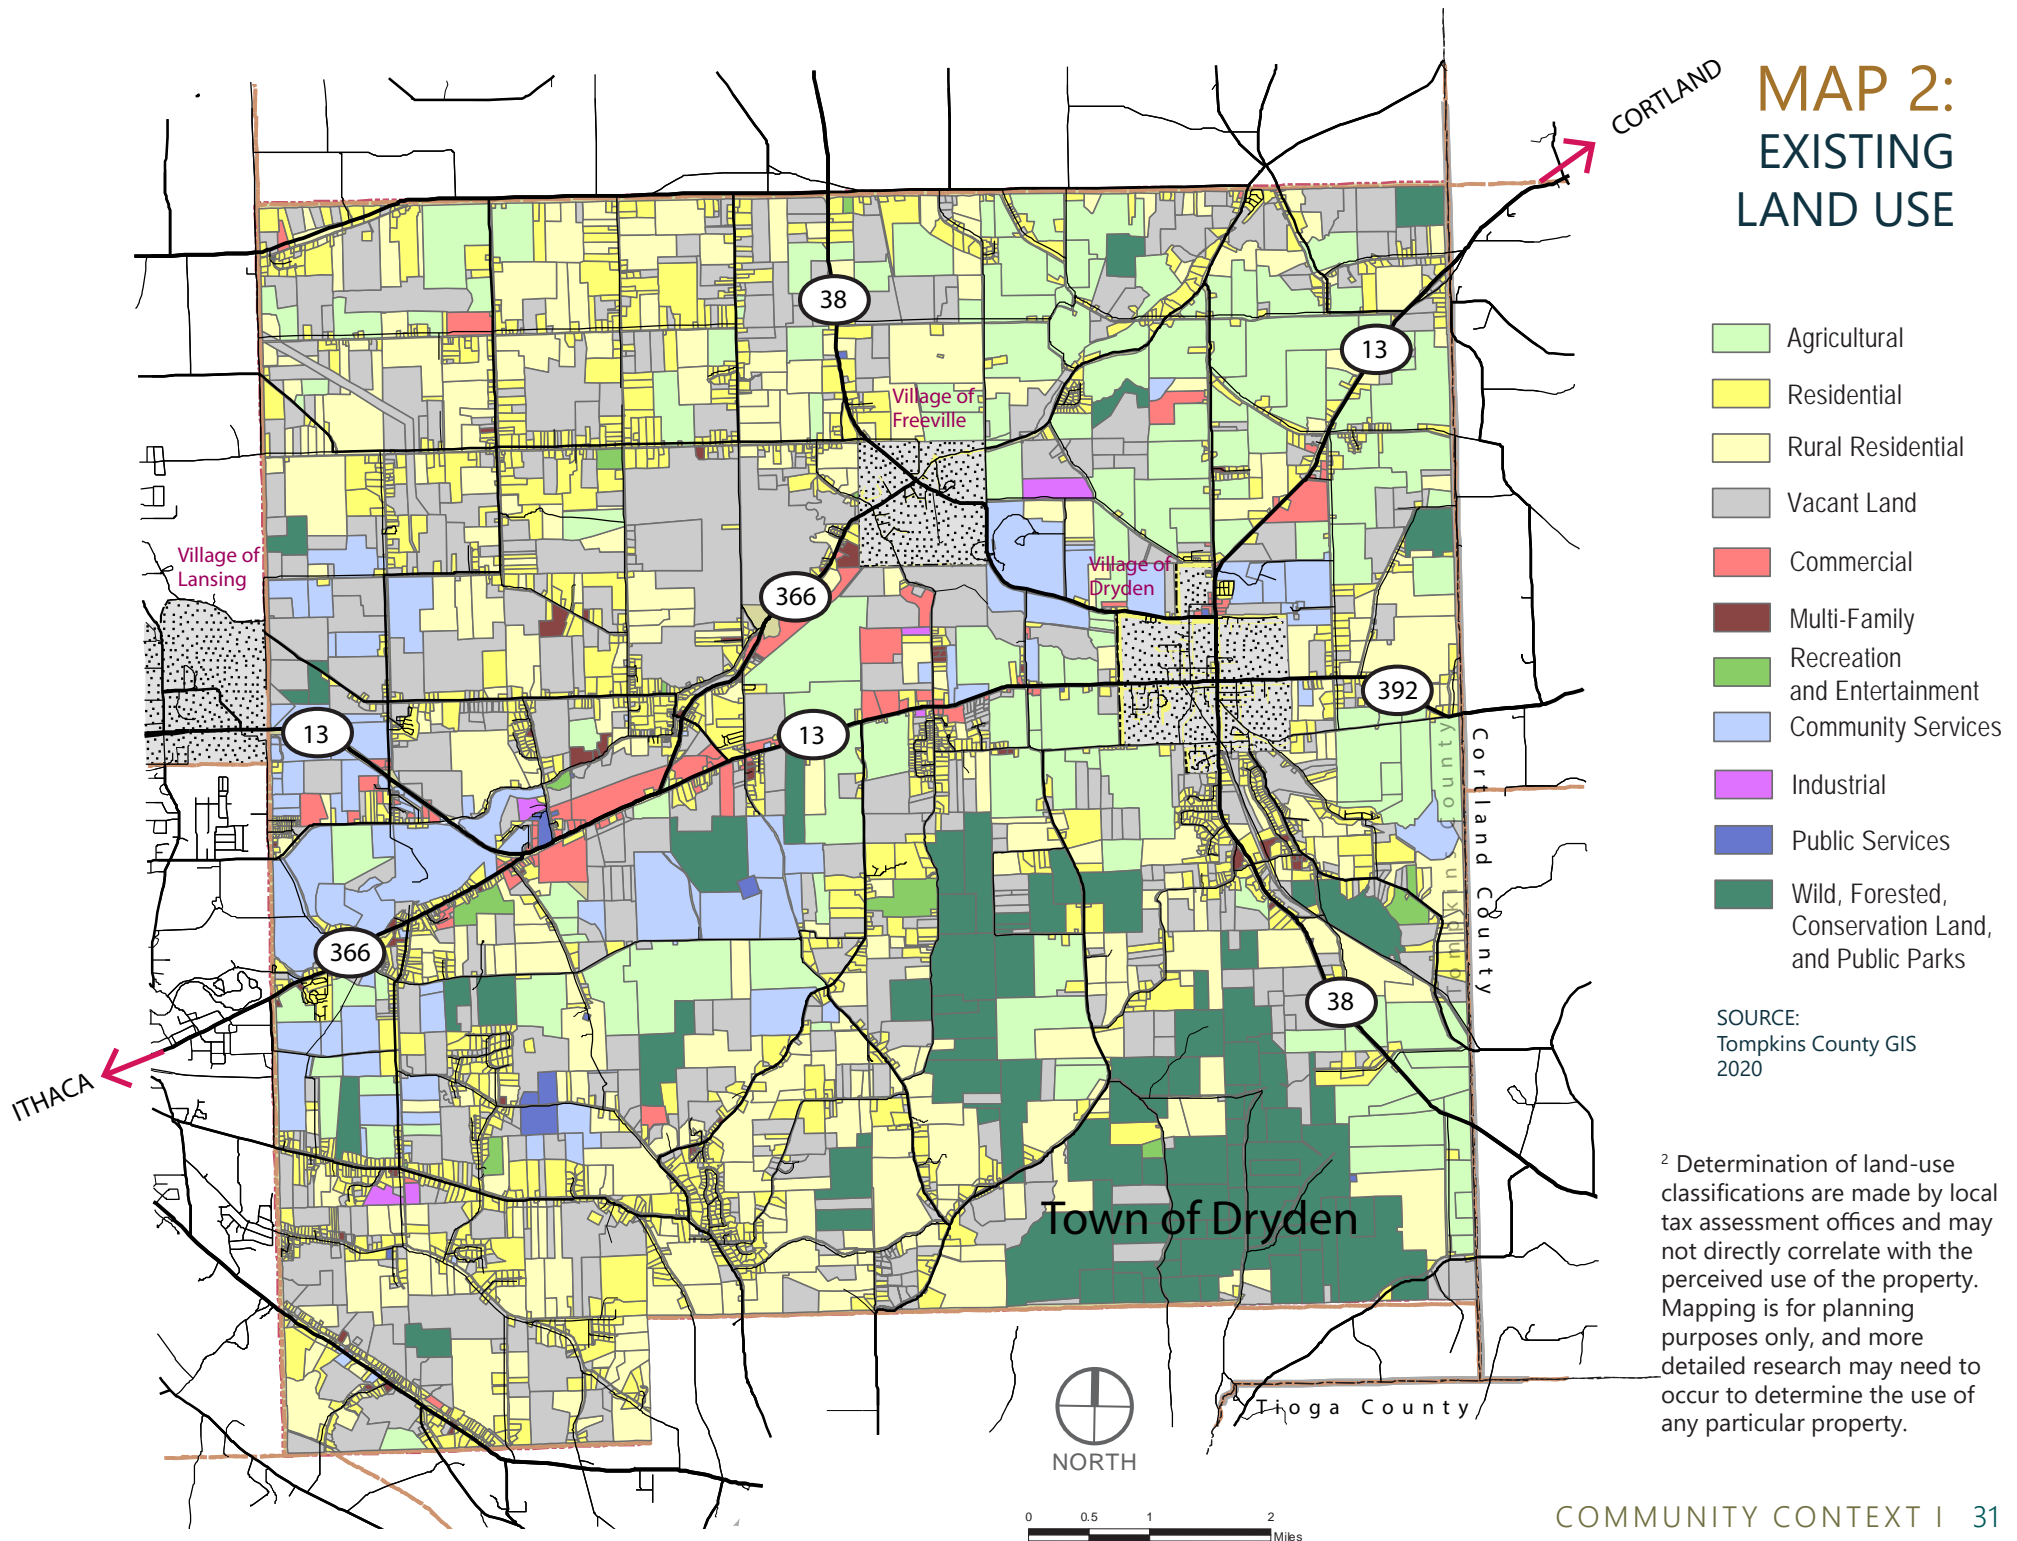 MAP 2:
EXISTING
LAND USE
CORTLAND
38
13
Village of
Freeville
Village of
Lansing
Village of
Dryden
366
392
13
13
366
38
ITHACA
Tompkins County
Cortland County
Town of Dryden
Tioga County
NORTH
0 0.5 1 2
Miles
Agricultural
Residential
Rural Residential
Vacant Land
Commercial
Multi-Family
Recreation
and Entertainment
Community Services
Industrial
Public Services
Wild, Forested,
Conservation Land,
and Public Parks
SOURCE:
Tompkins County GIS
2020
2 Determination of land-use
classifications are made by local
tax assessment offices and may
not directly correlate with the
perceived use of the property.
Mapping is for planning
purposes only, and more
detailed research may need to
occur to determine the use of
any particular property.
COMMUNITY CONTEXT I 31